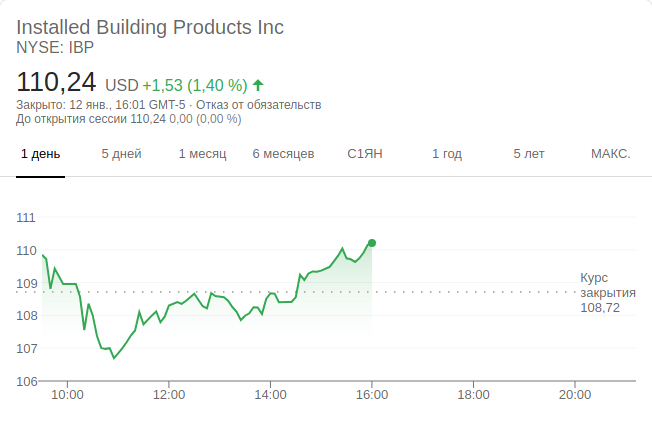 Installed Building Products Inc
NYSE: IBP
110,24 USD +1,53 (1,40 %)
Закрыто: 12 янв., 16:01 GMT-5 · Отказ от обязательств
До открытия сессии 110,24 0,00 (0,00 %)
1 день 5 дней 1 месяц 6 месяцев С1ЯН 1 год 5 лет МАКС.
111
110
109
108
107
106
Курс
закрытия
108,72
10:00 12:00 14:00 16:00 18:00 20:00